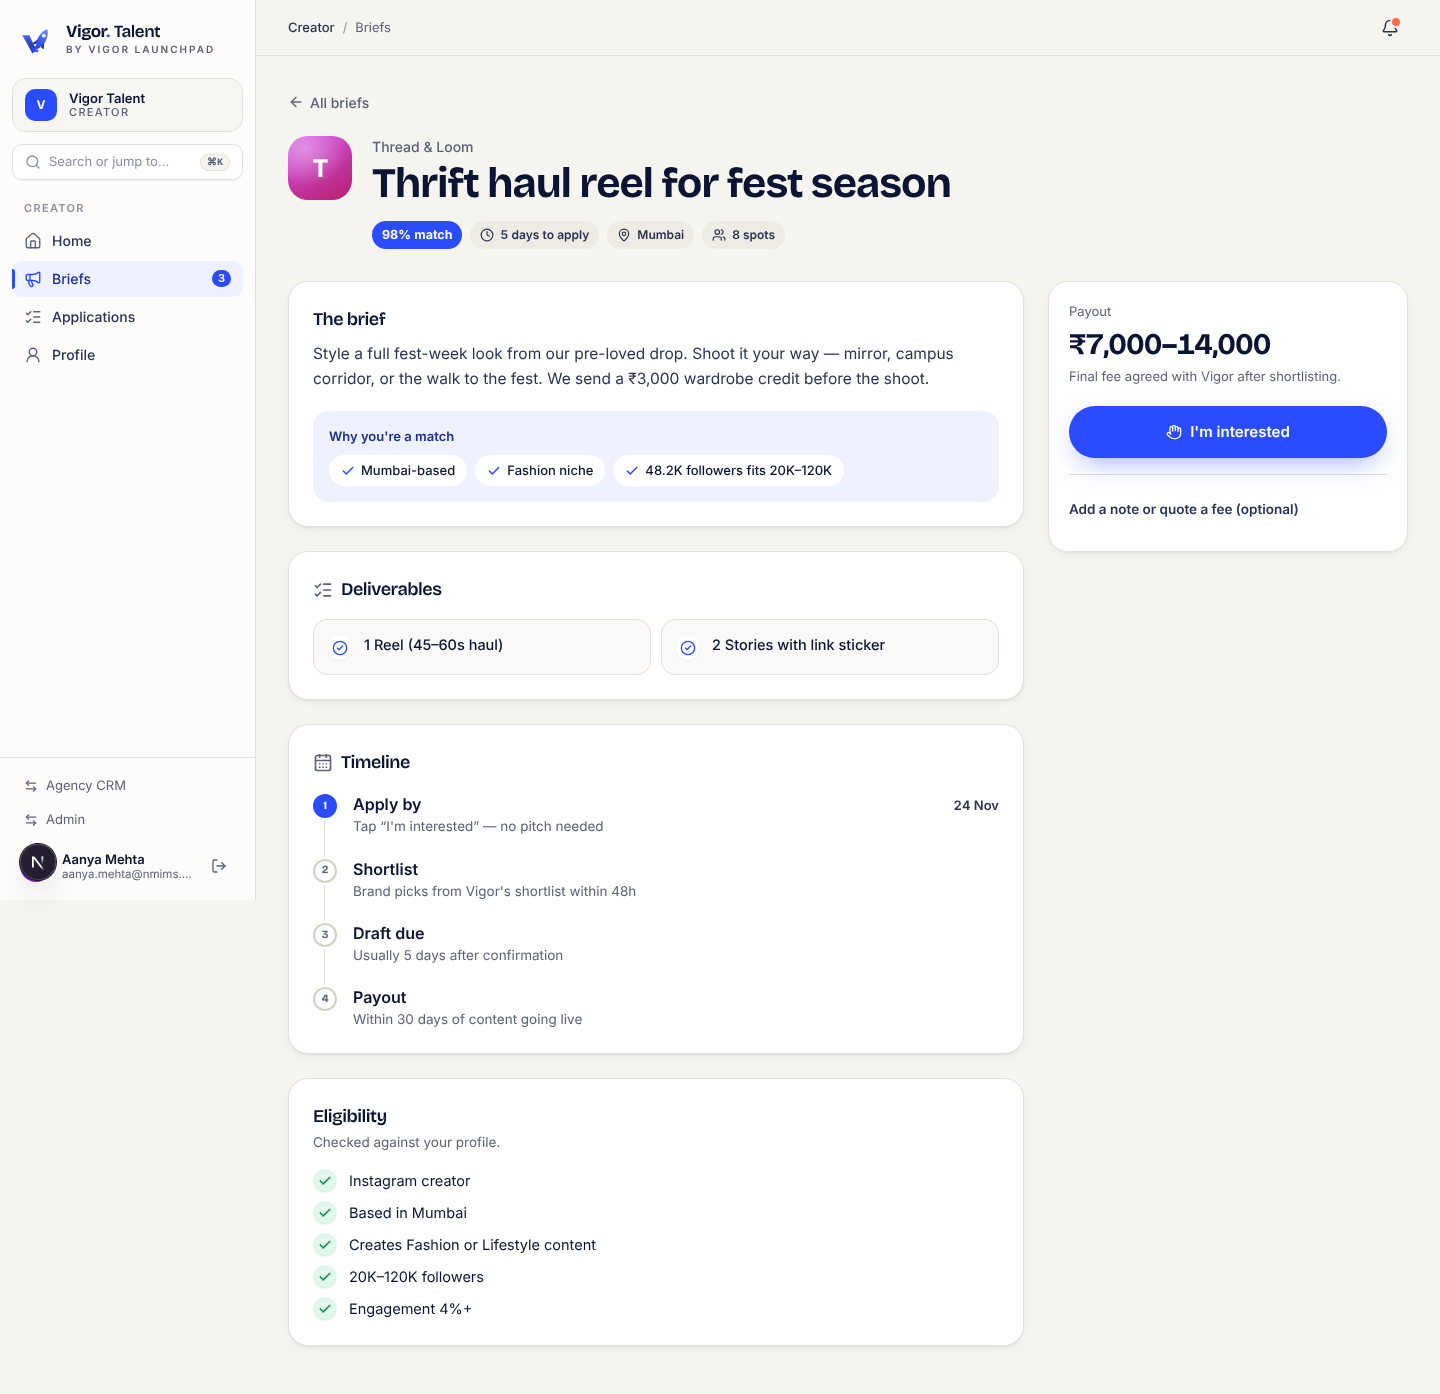 Vigor. Talent
BY VIGOR LAUNCHPAD
V
Vigor Talent
CREATOR
Search or jump to...
⌘K
CREATOR
Home
Briefs
3
Applications
Profile
Agency CRM
Admin
N
Aanya Mehta
aanya.mehta@nmims....
Creator / Briefs
All briefs
T
Thread & Loom
Thrift haul reel for fest season
98% match
5 days to apply
Mumbai
8 spots
The brief
Style a full fest-week look from our pre-loved drop. Shoot it your way — mirror, campus
corridor, or the walk to the fest. We send a ₹3,000 wardrobe credit before the shoot.
Why you're a match
Mumbai-based
Fashion niche
48.2K followers fits 20K–120K
Deliverables
1 Reel (45–60s haul)
2 Stories with link sticker
Timeline
1
Apply by
24 Nov
Tap “I'm interested” — no pitch needed
2
Shortlist
Brand picks from Vigor's shortlist within 48h
3
Draft due
Usually 5 days after confirmation
4
Payout
Within 30 days of content going live
Eligibility
Checked against your profile.
Instagram creator
Based in Mumbai
Creates Fashion or Lifestyle content
20K–120K followers
Engagement 4%+
Payout
₹7,000–14,000
Final fee agreed with Vigor after shortlisting.
I'm interested
Add a note or quote a fee (optional)